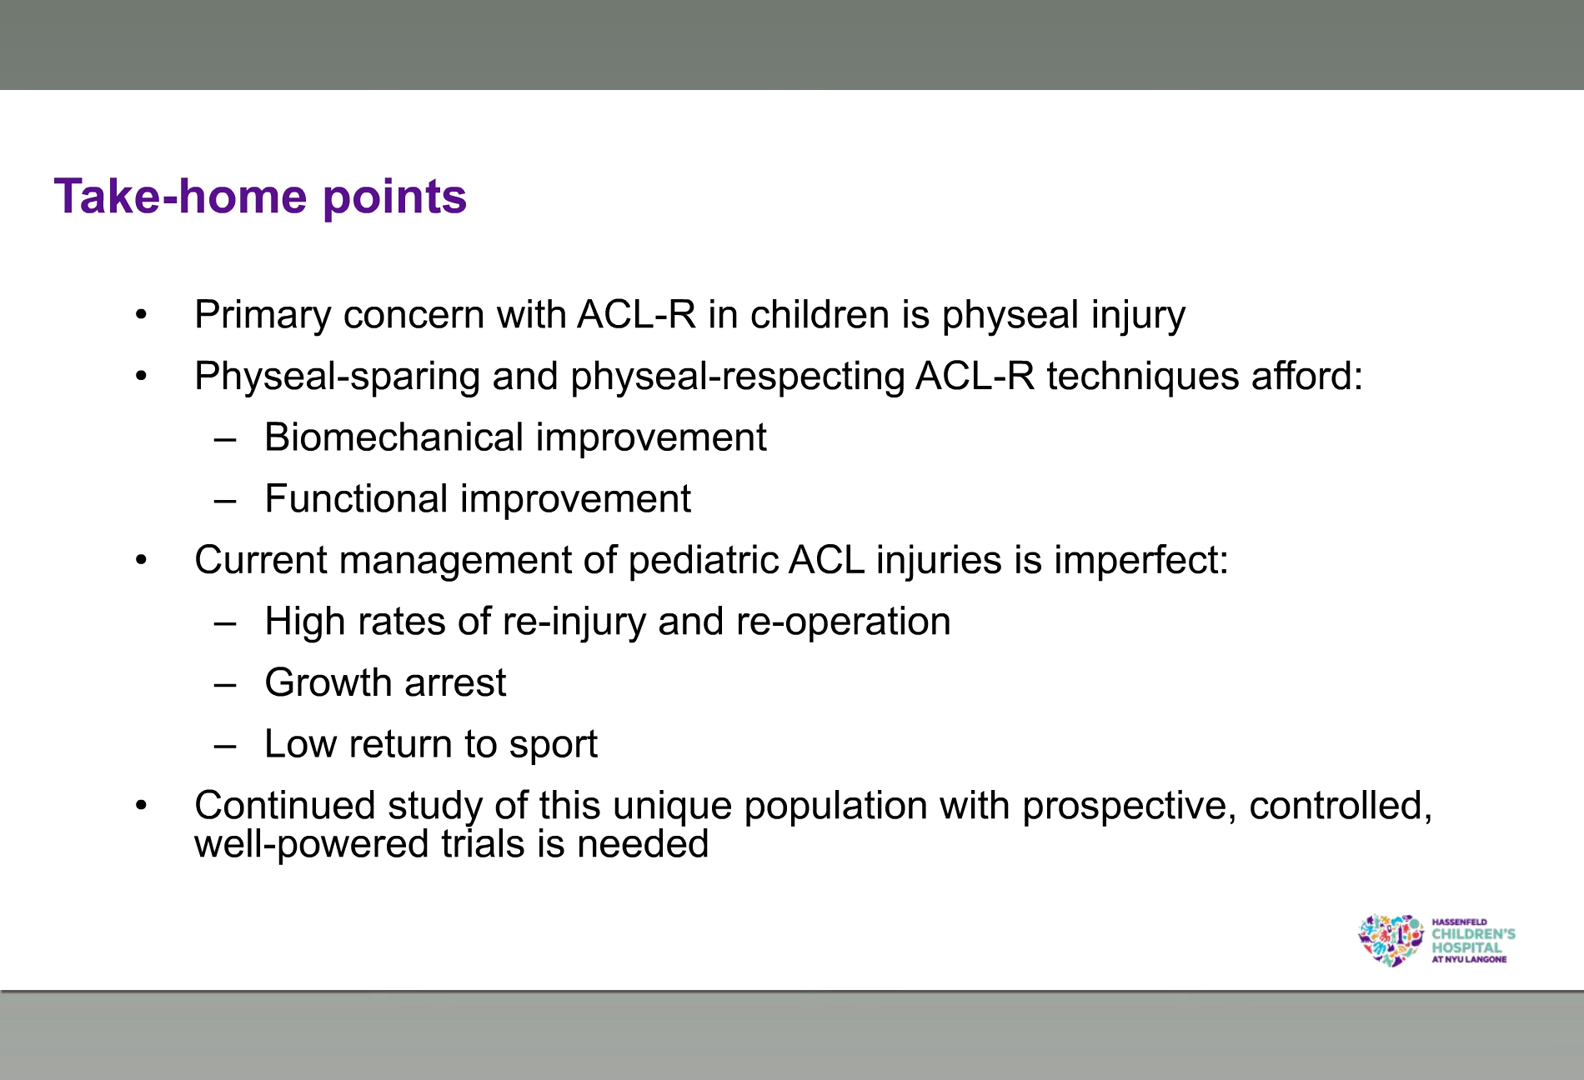 Take-home points
• Primary concern with ACL-R in children is physeal injury
• Physeal-sparing and physeal-respecting ACL-R techniques afford:
– Biomechanical improvement
– Functional improvement
• Current management of pediatric ACL injuries is imperfect:
– High rates of re-injury and re-operation
– Growth arrest
– Low return to sport
• Continued study of this unique population with prospective, controlled,
well-powered trials is needed
HASSENFELD
CHILDREN'S
HOSPITAL
AT NYU LANGONE